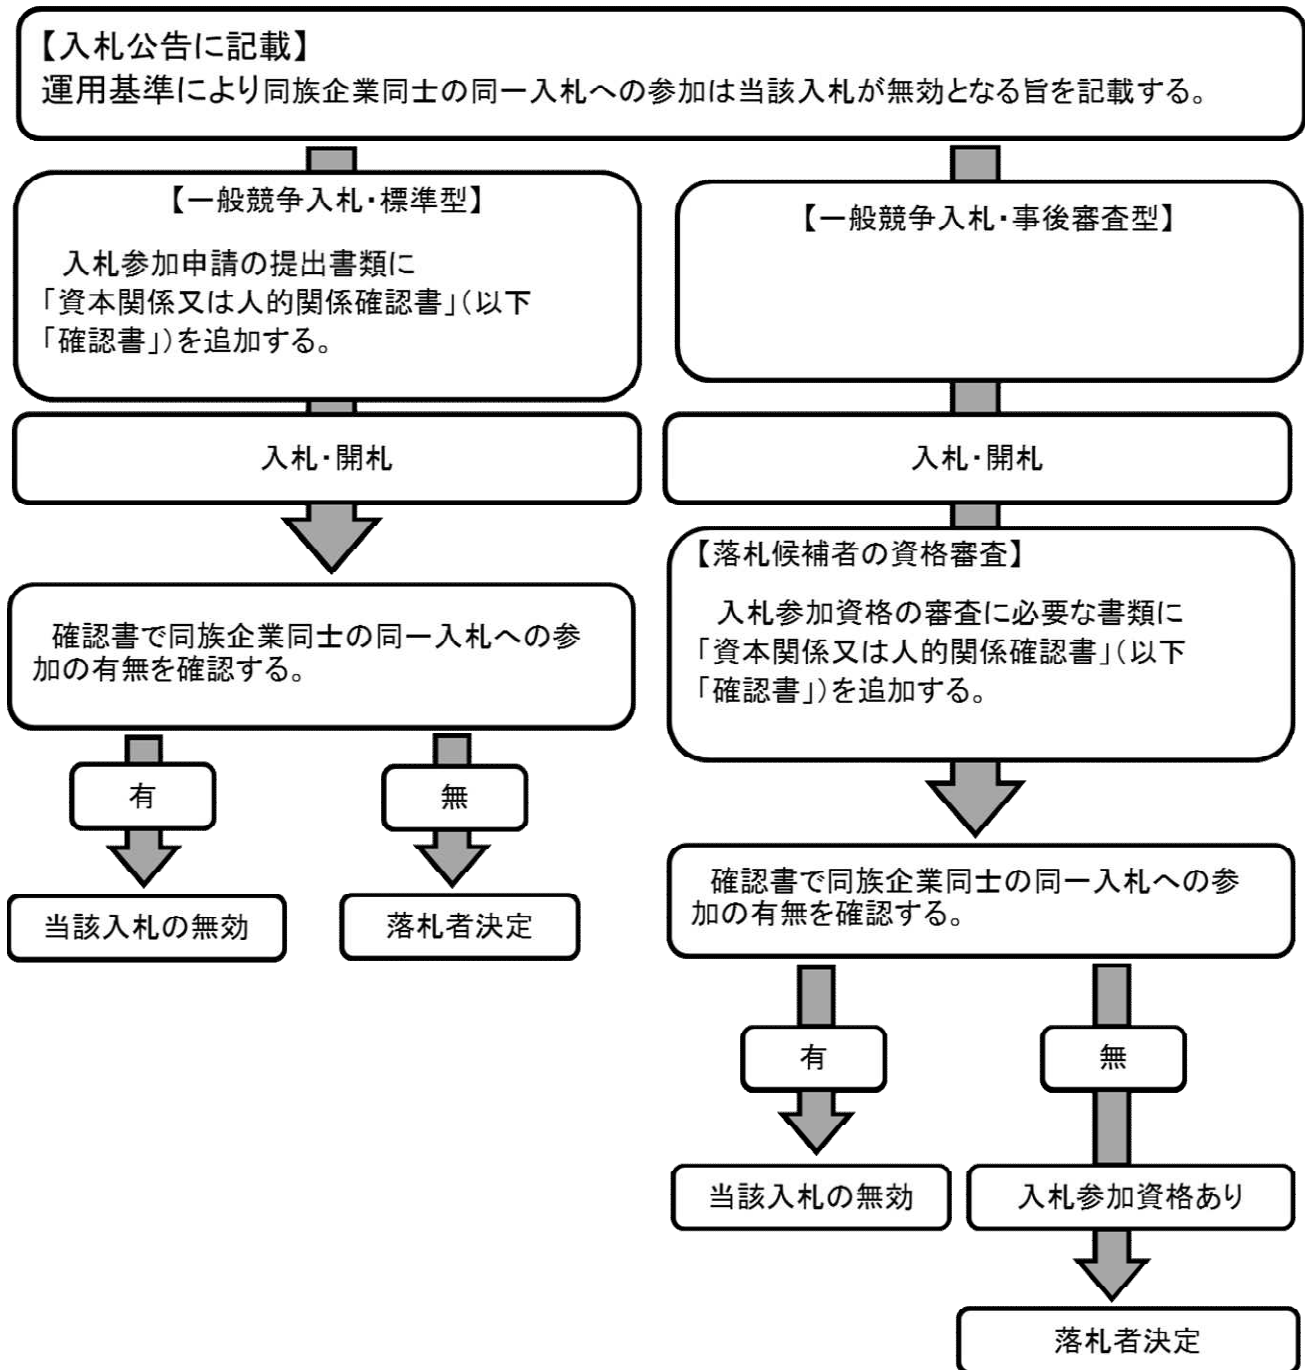 【入札公告に記載】
運用基準により同族企業同士の同一入札への参加は当該入札が無効となる旨を記載する。
【一般競争入札・標準型】
入札参加申請の提出書類に
「資本関係又は人的関係確認書」(以下
「確認書」)を追加する。
入札・開札
確認書で同族企業同士の同一入札への参
加の有無を確認する。
有
無
当該入札の無効
落札者決定
【一般競争入札・事後審査型】
入札・開札
【落札候補者の資格審査】
入札参加資格の審査に必要な書類に
「資本関係又は人的関係確認書」(以下
「確認書」)を追加する。
確認書で同族企業同士の同一入札への参
加の有無を確認する。
有
無
当該入札の無効
入札参加資格あり
落札者決定